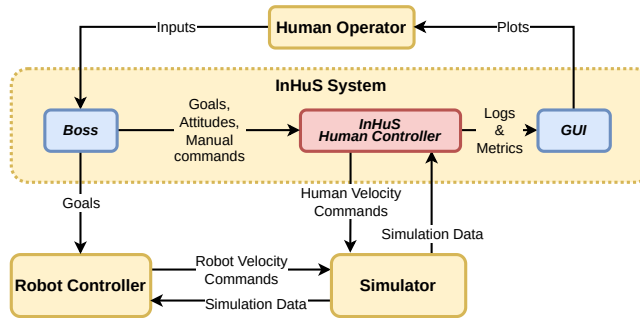 Human Operator
Inputs
Plots
InHuS System
Boss
Goals,
Attitudes,
Manual
commands
InHuS
Human Controller
Logs
&
Metrics
GUI
Goals
Human Velocity
Commands
Simulation Data
Robot Controller
Robot Velocity
Commands
Simulation Data
Simulator